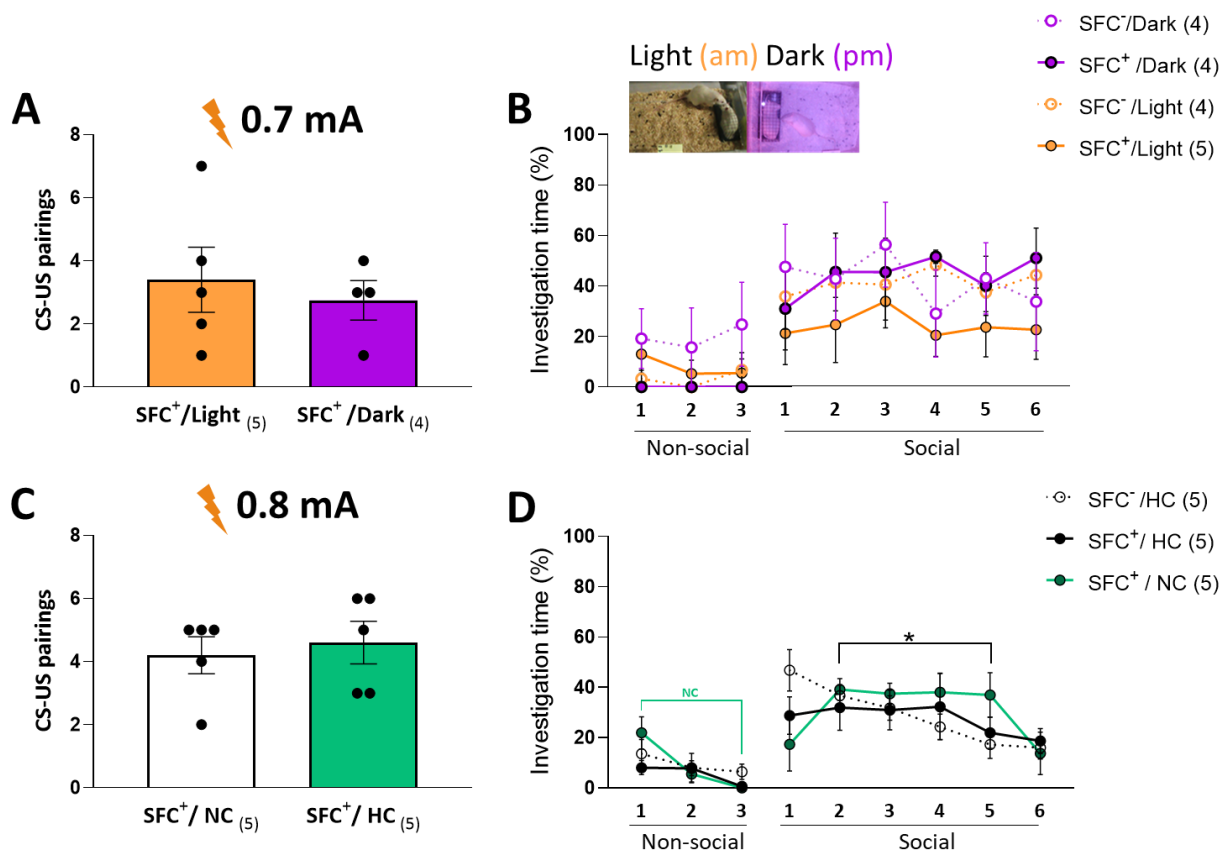 SFC⁻/Dark (4)
SFC⁺ /Dark (4)
SFC⁻ /Light (4)
SFC⁺/Light (5)
Light (am) Dark (pm)
A
0.7 mA
CS-US pairings
8
6
4
2
0
SFC⁺/Light (5)
SFC⁺ /Dark (4)
B
Investigation time (%)
100
80
60
40
20
0
1 2 3 1 2 3 4 5 6
Non-social Social
C
0.8 mA
CS-US pairings
8
6
4
2
0
SFC⁺/ NC (5)
SFC⁺/ HC (5)
D
SFC⁻ /HC (5)
SFC⁺/ HC (5)
SFC⁺ / NC (5)
Investigation time (%)
100
80
60
40
20
0
NC
*
1 2 3 1 2 3 4 5 6
Non-social Social